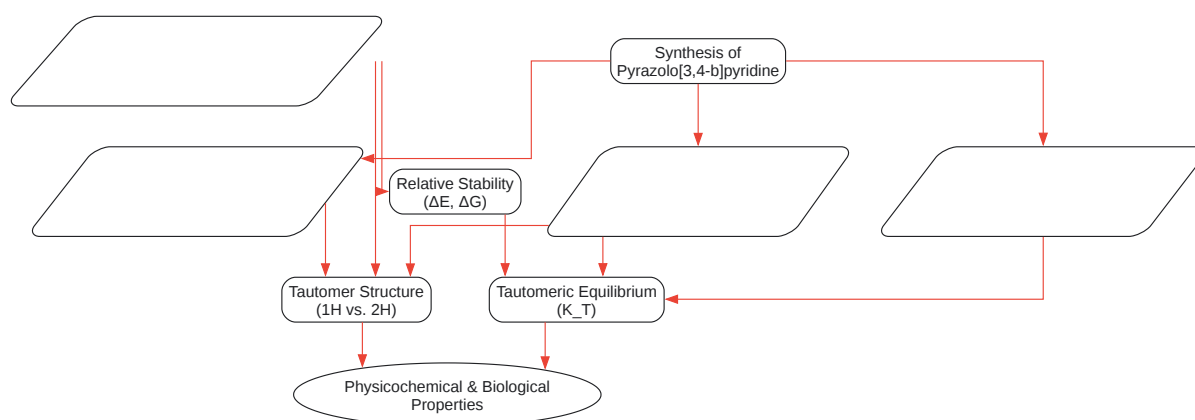 Synthesis of
Pyrazolo[3,4-b]pyridine
Relative Stability
(ΔE, ΔG)
Tautomer Structure
(1H vs. 2H)
Tautomeric Equilibrium
(K_T)
Physicochemical & Biological
Properties